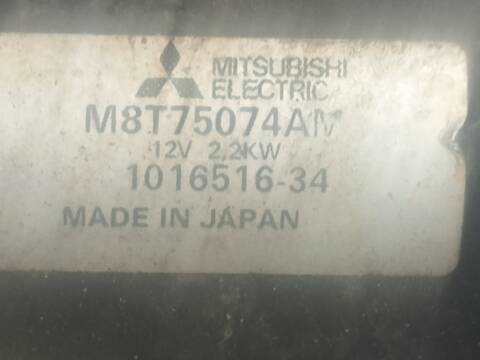 MITSUBISHI
ELECTRIC
M8T75074AM
12V 2,2KW
1016516-34
MADE IN JAPAN